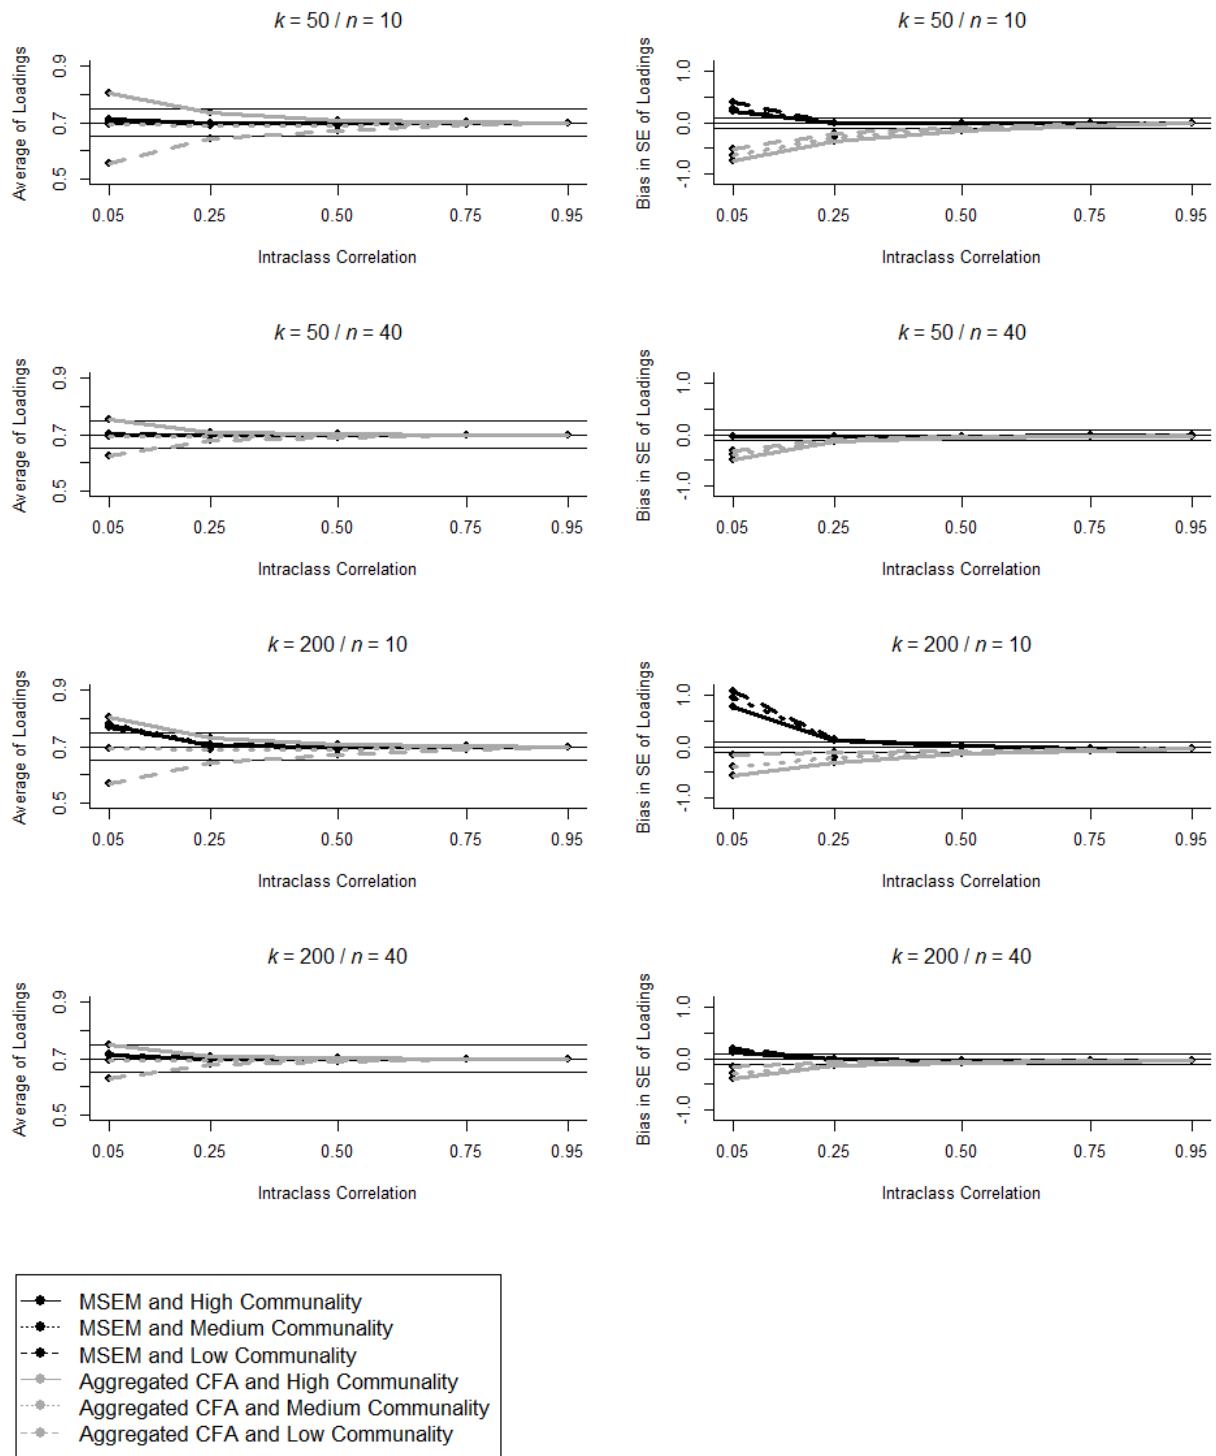 k = 50 / n = 10
Average of Loadings
0.5 0.7 0.9
0.05 0.25 0.50 0.75 0.95
Intraclass Correlation
k = 50 / n = 10
Bias in SE of Loadings
-1.0 0.0 1.0
0.05 0.25 0.50 0.75 0.95
Intraclass Correlation
k = 50 / n = 40
Average of Loadings
0.5 0.7 0.9
0.05 0.25 0.50 0.75 0.95
Intraclass Correlation
k = 50 / n = 40
Bias in SE of Loadings
-1.0 0.0 1.0
0.05 0.25 0.50 0.75 0.95
Intraclass Correlation
k = 200 / n = 10
Average of Loadings
0.5 0.7 0.9
0.05 0.25 0.50 0.75 0.95
Intraclass Correlation
k = 200 / n = 10
Bias in SE of Loadings
-1.0 0.0 1.0
0.05 0.25 0.50 0.75 0.95
Intraclass Correlation
k = 200 / n = 40
Average of Loadings
0.5 0.7 0.9
0.05 0.25 0.50 0.75 0.95
Intraclass Correlation
k = 200 / n = 40
Bias in SE of Loadings
-1.0 0.0 1.0
0.05 0.25 0.50 0.75 0.95
Intraclass Correlation
MSEM and High Communality
MSEM and Medium Communality
MSEM and Low Communality
Aggregated CFA and High Communality
Aggregated CFA and Medium Communality
Aggregated CFA and Low Communality